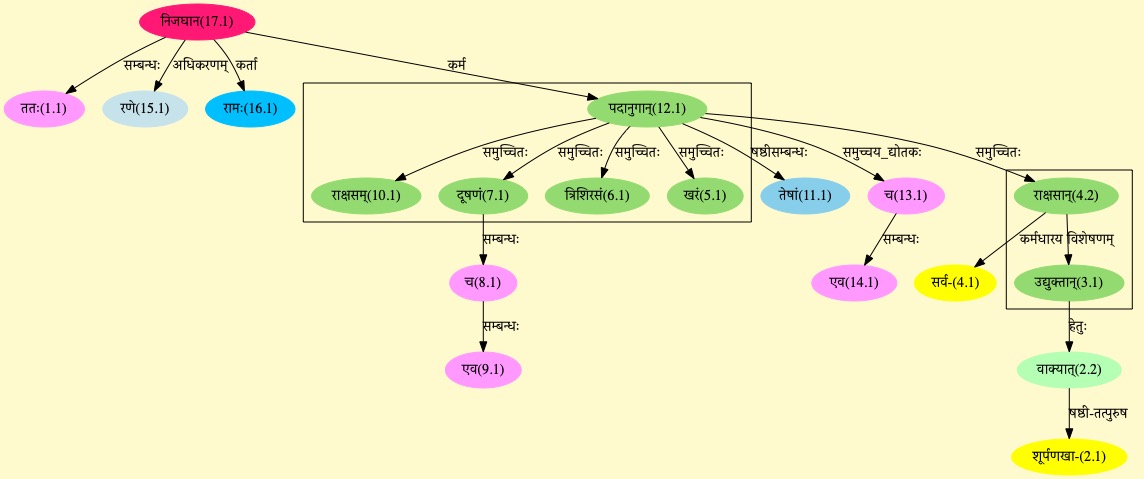 निजघान(17.1)
सम्बन्धः अधिकरणम् कर्ता कर्म
ततः(1.1) रणे(15.1) रामः(16.1) पदानुगान्(12.1)
समुच्चितः समुच्चितः समुच्चितः समुच्चितः षष्ठीसम्बन्धः समुच्चय_द्योतकः समुच्चितः
राक्षसम्(10.1) दूषणं(7.1) त्रिशिरसं(6.1) खरं(5.1) तेषां(11.1) च(13.1) राक्षसान्(4.2)
सम्बन्धः सम्बन्धः कर्मधारय विशेषणम्
च(8.1) एव(14.1) सर्व-(4.1) उद्युक्तान्(3.1)
सम्बन्धः हेतुः
एव(9.1) वाक्यात्(2.2)
षष्ठी-तत्पुरुष
शूर्पणखा-(2.1)